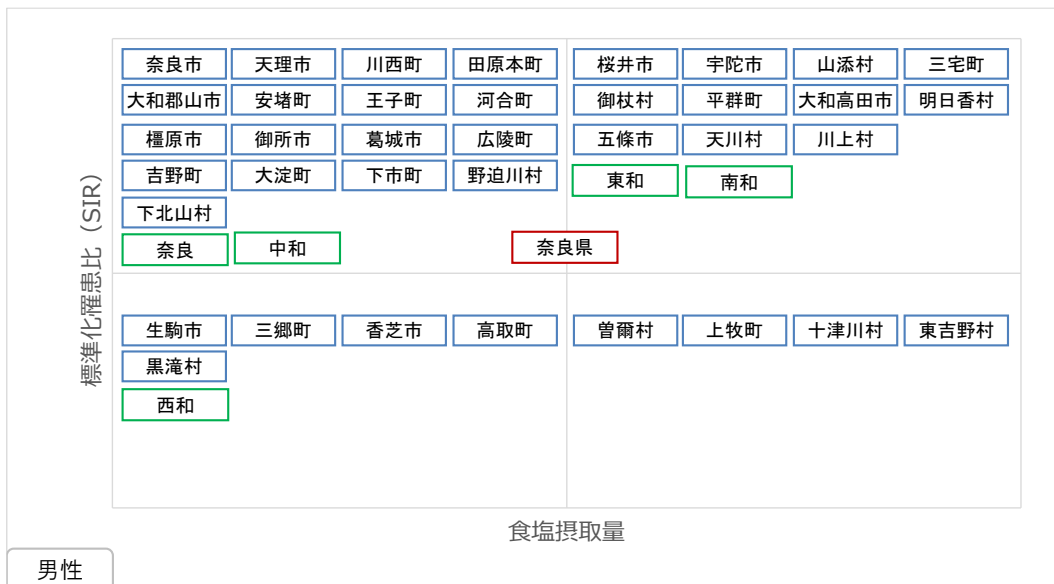 奈良市 天理市 川西町 田原本町 桜井市 宇陀市 山添村 三宅町
大和郡山市 安堵町 王子町 河合町 御杖村 平群町 大和高田市 明日香村
橿原市 御所市 葛城市 広陵町 五條市 天川村 川上村
吉野町 大淀町 下市町 野迫川村 東和 南和
下北山村
奈良 中和 奈良県
標準化罹患比（SIR）
生駒市 三郷町 香芝市 高取町 曽爾村 上牧町 十津川村 東吉野村
黒滝村
西和
食塩摂取量
男性